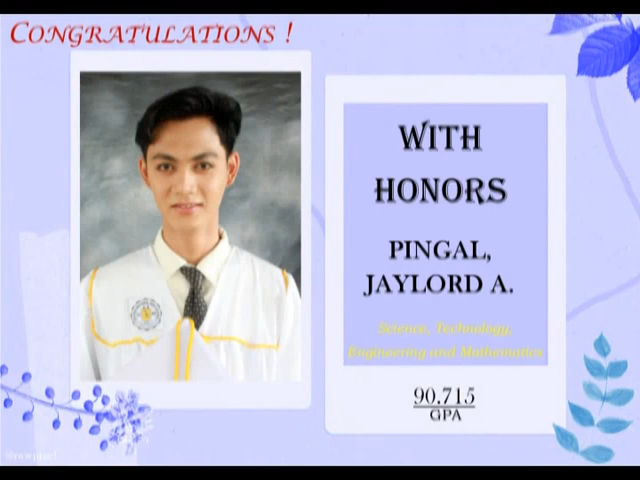 CONGRATULATIONS !
WITH
HONORS
PINGAL,
JAYLORD A.
Science, Technology,
Engineering and Mathematics
90.715
GPA